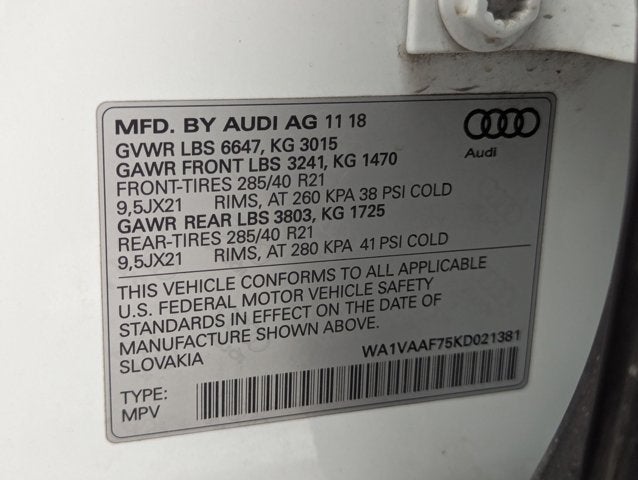 MFD. BY AUDI AG 11 18
GVWR LBS 6647, KG 3015
GAWR FRONT LBS 3241, KG 1470
FRONT-TIRES 285/40 R21
9,5JX21 RIMS, AT 260 KPA 38 PSI COLD
GAWR REAR LBS 3803, KG 1725
REAR-TIRES 285/40 R21
9,5JX21 RIMS, AT 280 KPA 41 PSI COLD
Audi
THIS VEHICLE CONFORMS TO ALL APPLICABLE
U.S. FEDERAL MOTOR VEHICLE SAFETY
STANDARDS IN EFFECT ON THE DATE OF
MANUFACTURE SHOWN ABOVE.
SLOVAKIA
WA1VAAF75KD021381
TYPE:
MPV